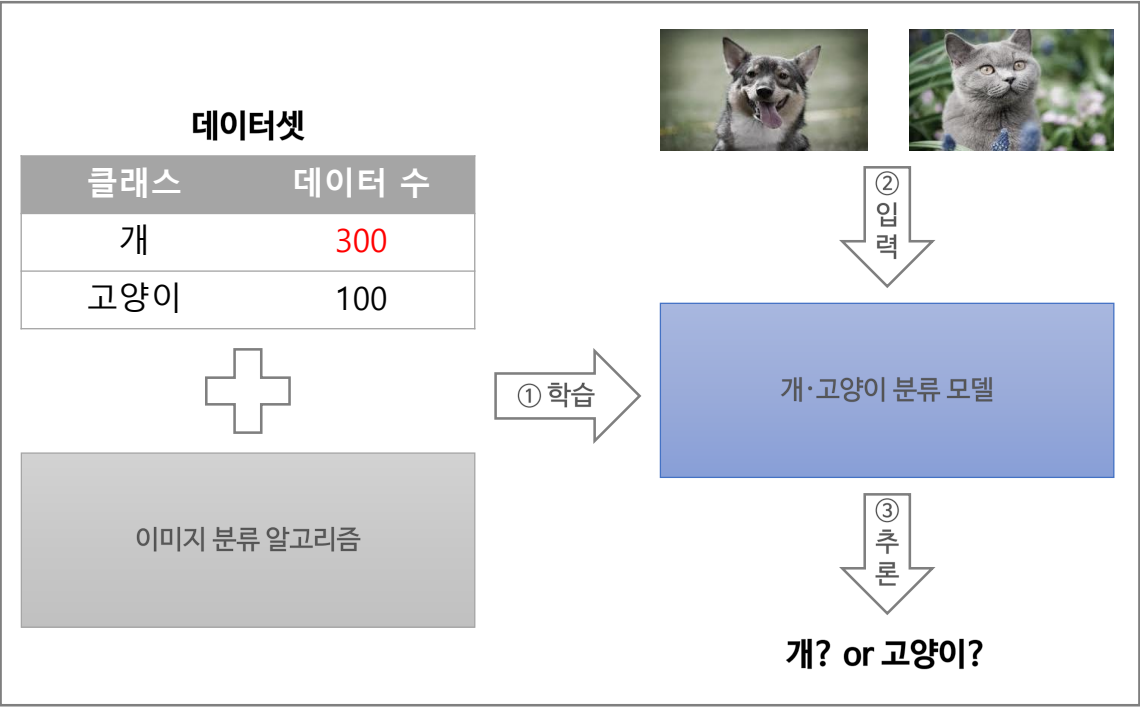 데이터셋
클래스 데이터 수
개 300
고양이 100
이미지 분류 알고리즘
① 학습
②
입
력
개·고양이 분류 모델
③
추
론
개? or 고양이?